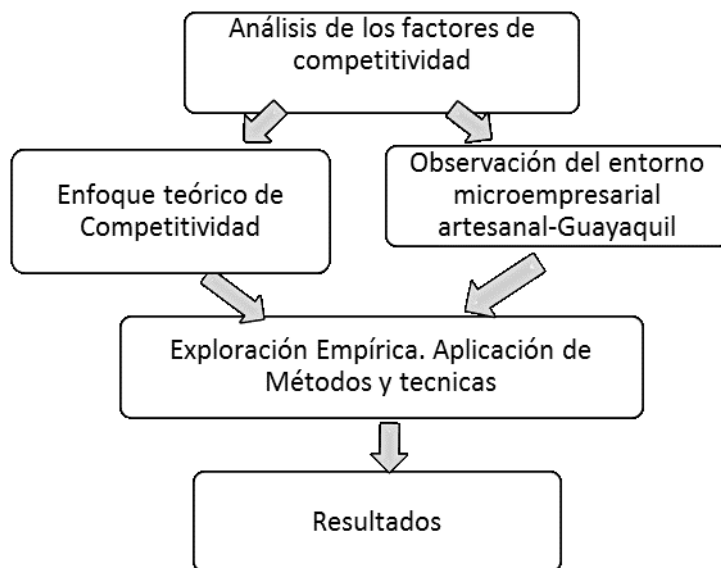 Análisis de los factores de
competitividad
Enfoque teórico de
Competitividad
Observación del entorno
microempresarial
artesanal-Guayaquil
Exploración Empírica. Aplicación de
Métodos y tecnicas
Resultados